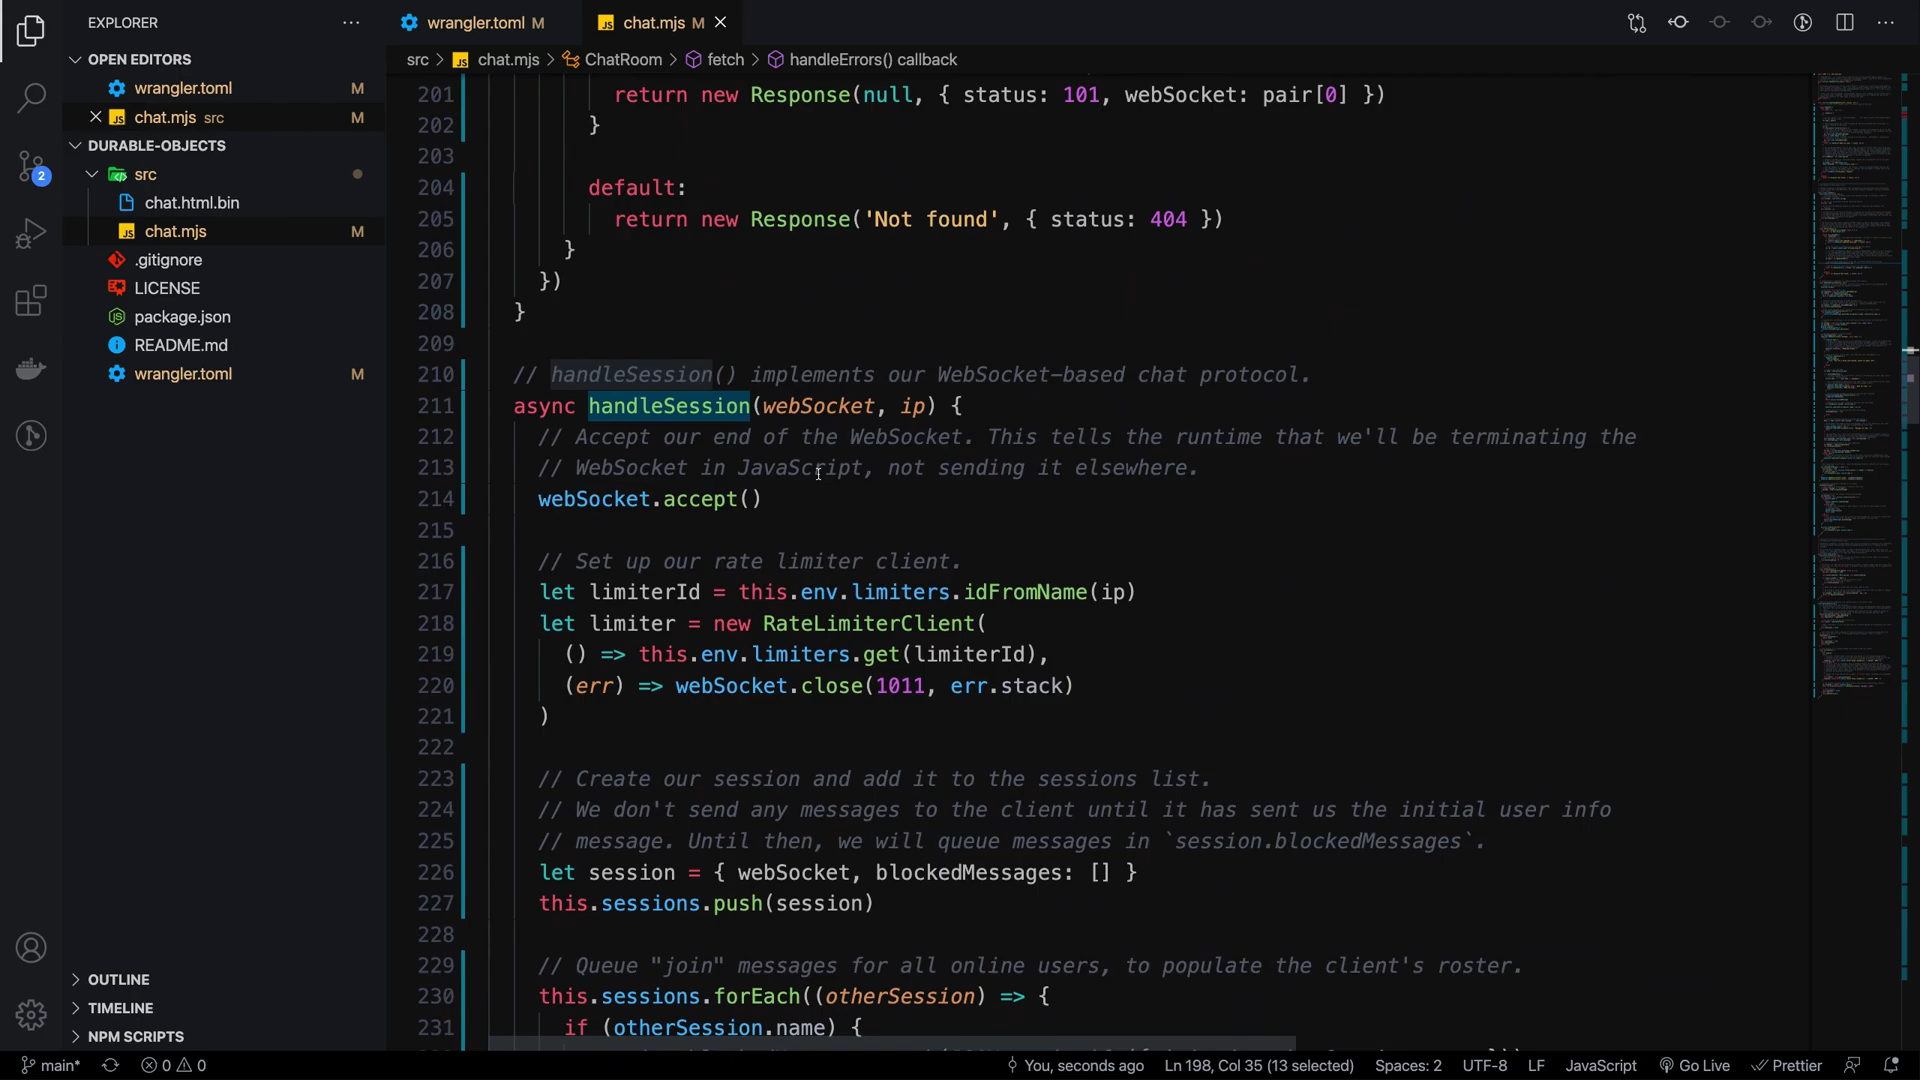 EXPLORER
OPEN EDITORS
wrangler.toml M
chat.mjs src M
DURABLE-OBJECTS
src
chat.html.bin
chat.mjs M
.gitignore
LICENSE
package.json
README.md
wrangler.toml M
OUTLINE
TIMELINE
NPM SCRIPTS
2
wrangler.toml M
chat.mjs M
src > chat.mjs > ChatRoom > fetch > handleErrors() callback
201 return new Response(null, { status: 101, webSocket: pair[0] })
202 }
203
204 default:
205 return new Response('Not found', { status: 404 })
206 }
207 })
208 }
209
210 // handleSession() implements our WebSocket-based chat protocol.
211 async handleSession(webSocket, ip) {
212 // Accept our end of the WebSocket. This tells the runtime that we'll be terminating the
213 // WebSocket in JavaScript, not sending it elsewhere.
214 webSocket.accept()
215
216 // Set up our rate limiter client.
217 let limiterId = this.env.limiters.idFromName(ip)
218 let limiter = new RateLimiterClient(
219 () => this.env.limiters.get(limiterId),
220 (err) => webSocket.close(1011, err.stack)
221 )
222
223 // Create our session and add it to the sessions list.
224 // We don't send any messages to the client until it has sent us the initial user info
225 // message. Until then, we will queue messages in `session.blockedMessages`.
226 let session = { webSocket, blockedMessages: [] }
227 this.sessions.push(session)
228
229 // Queue "join" messages for all online users, to populate the client's roster.
230 this.sessions.forEach((otherSession) => {
231 if (otherSession.name) {
main* 0 0 You, seconds ago Ln 198, Col 35 (13 selected) Spaces: 2 UTF-8 LF JavaScript Go Live Prettier